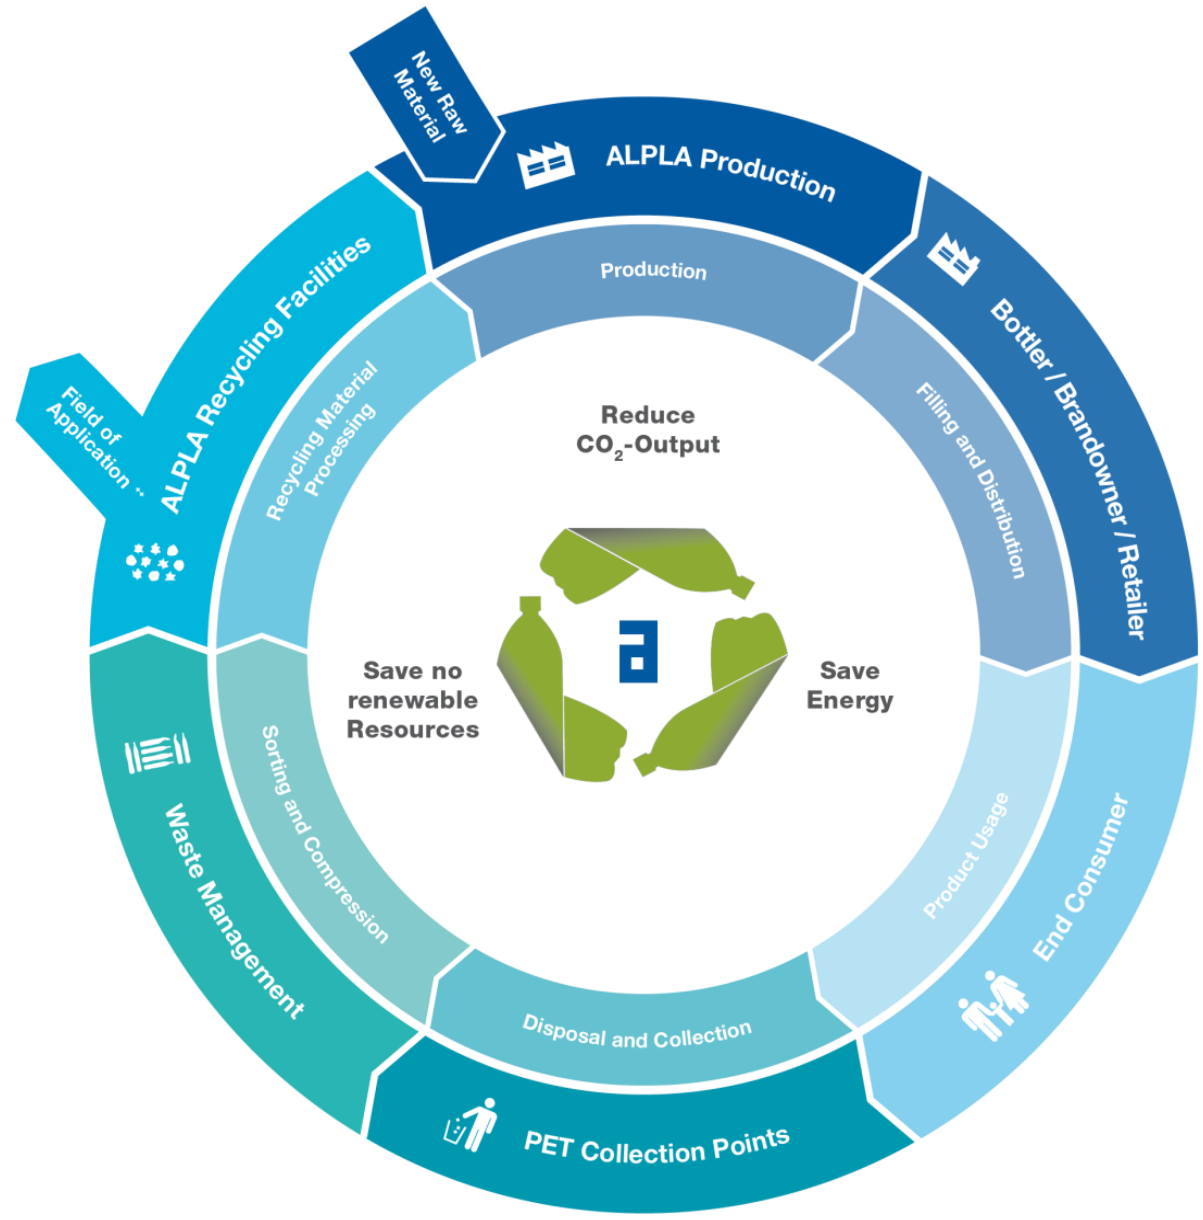 New Raw
Material
ALPLA Production
Production
Bottler / Brandowner / Retailer
Filling and Distribution
End Consumer
Product Usage
PET Collection Points
Disposal and Collection
Waste Management
Sorting and Compression
ALPLA Recycling Facilities
Recycling Material
Processing
Field of
Application
Reduce
CO₂-Output
Save no
renewable
Resources
a
Save
Energy